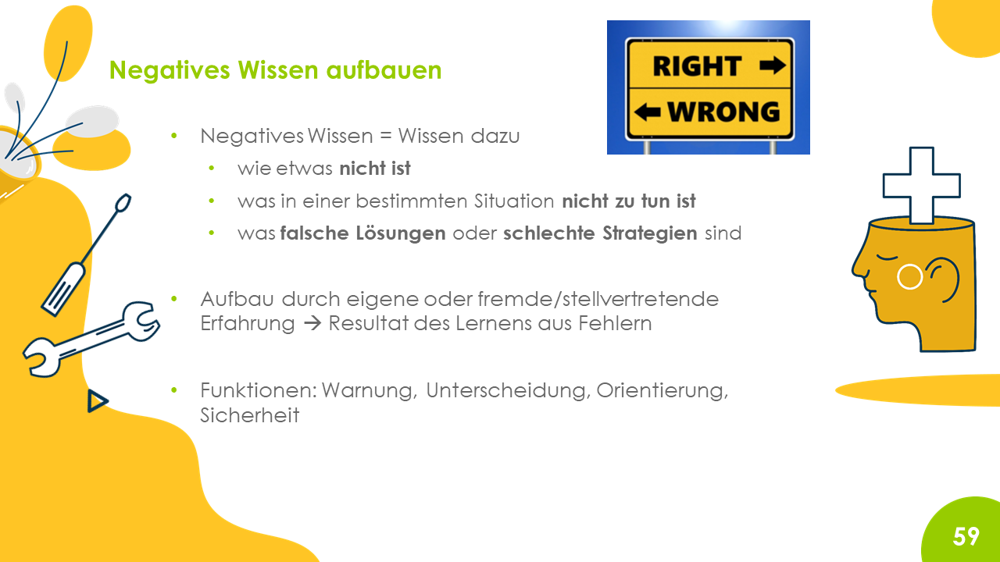 Negatives Wissen aufbauen
RIGHT →
← WRONG
• Negatives Wissen = Wissen dazu
• wie etwas nicht ist
• was in einer bestimmten Situation nicht zu tun ist
• was falsche Lösungen oder schlechte Strategien sind
• Aufbau durch eigene oder fremde/stellvertretende
Erfahrung → Resultat des Lernens aus Fehlern
• Funktionen: Warnung, Unterscheidung, Orientierung,
Sicherheit
59